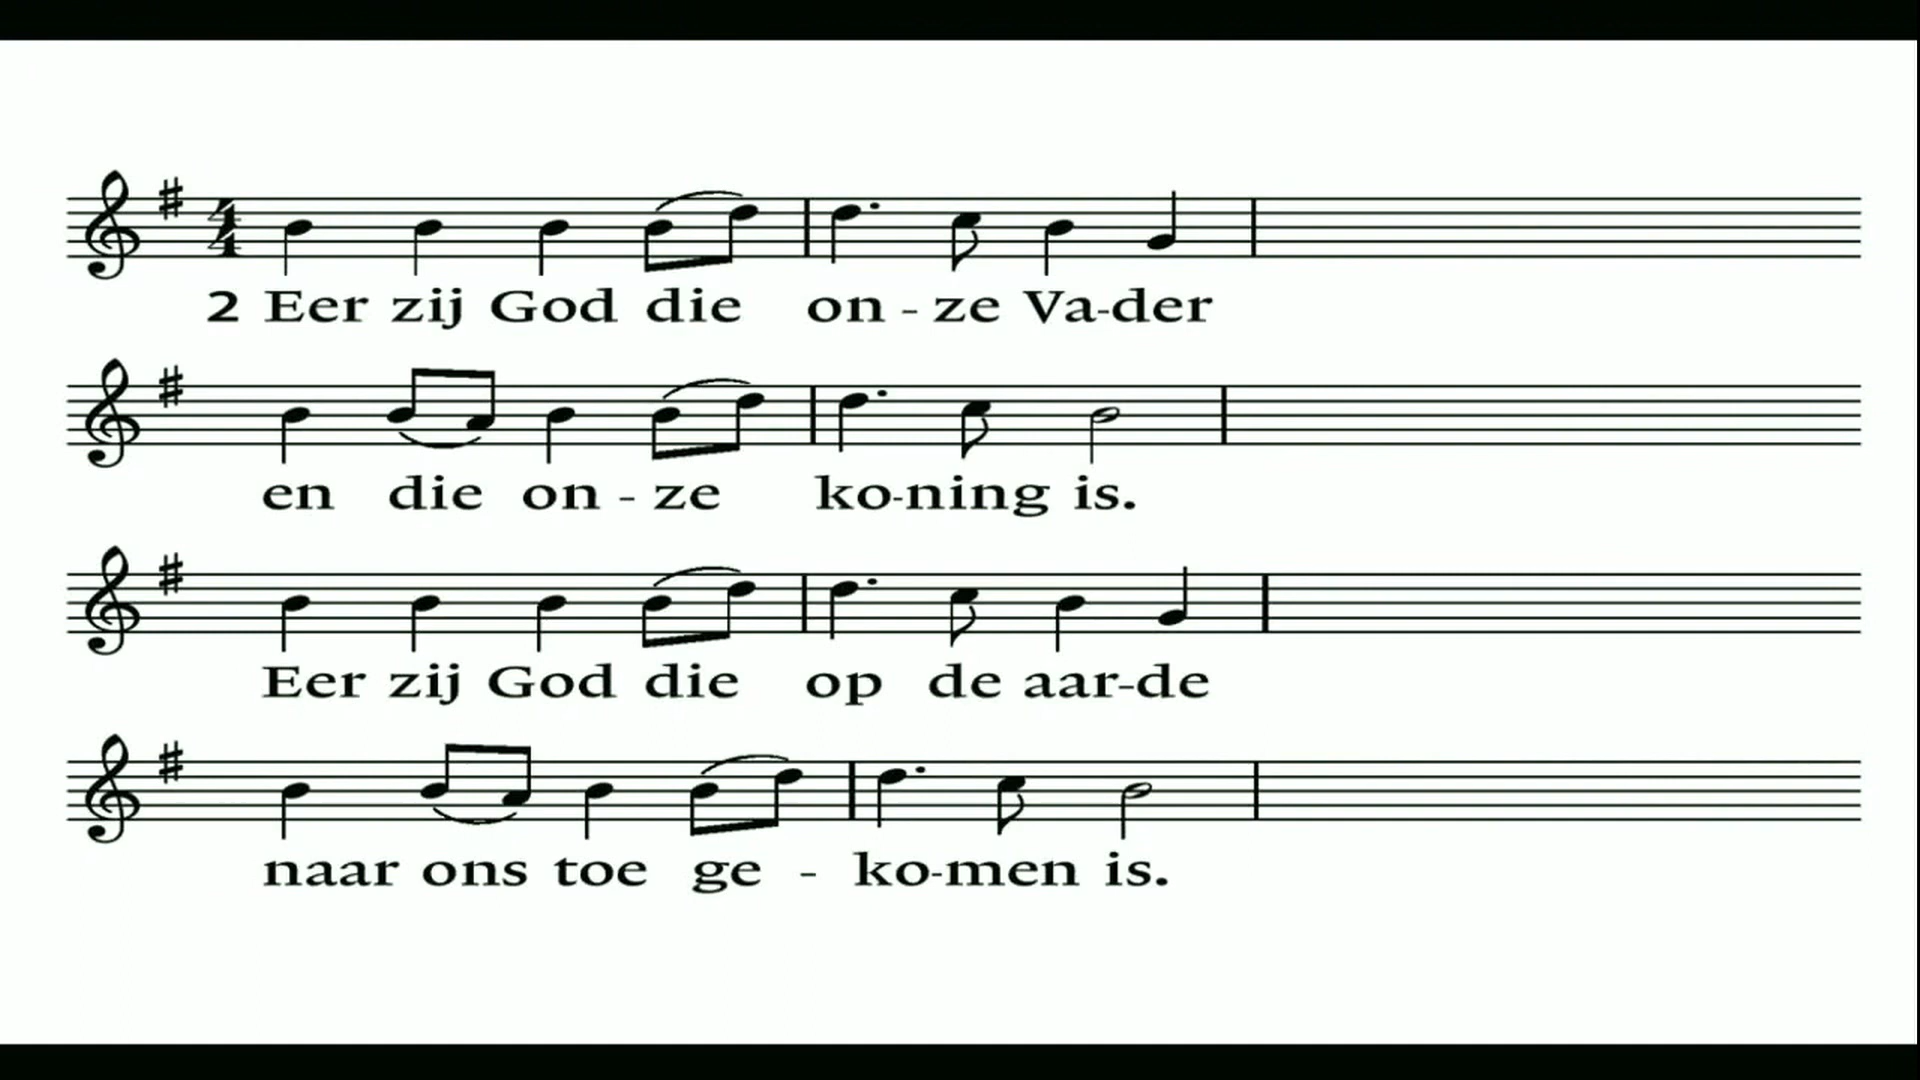 2 Eer zij God die on - ze Va-der
en die on - ze ko-ning is.
Eer zij God die op de aar-de
naar ons toe ge - ko-men is.